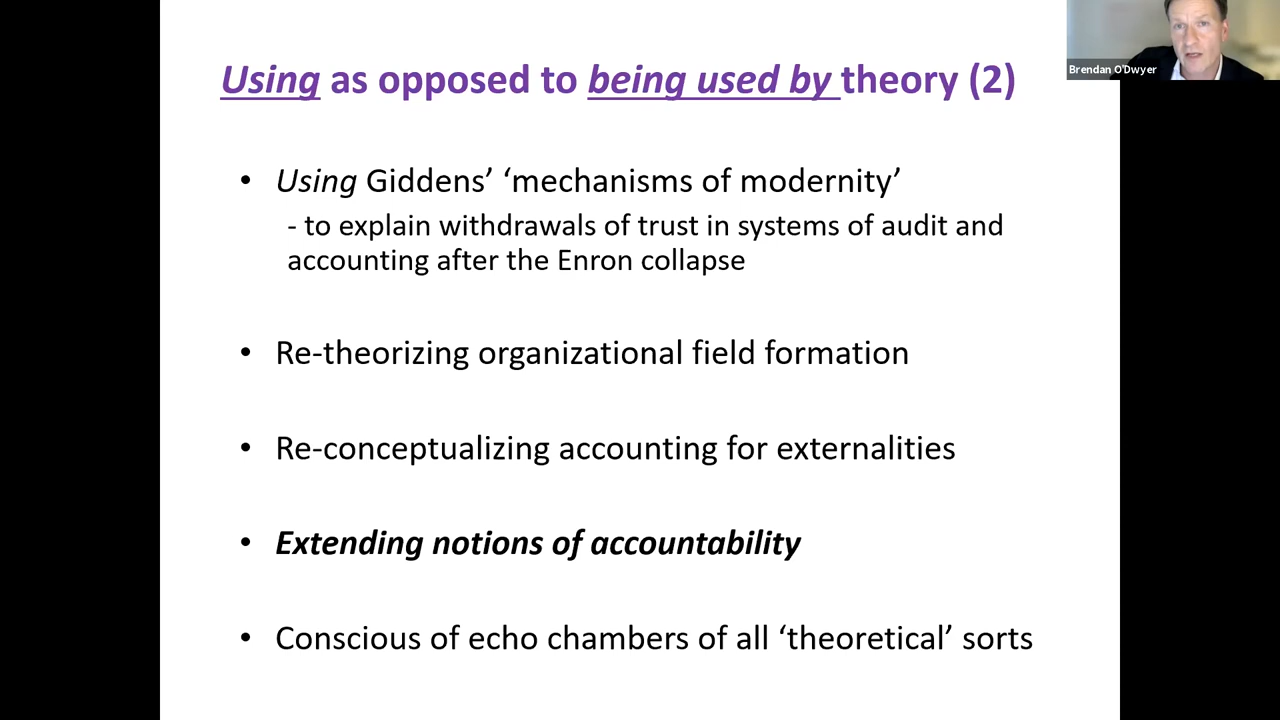 Using as opposed to being used by theory (2)
Brendan O'Dwyer
• Using Giddens’ ‘mechanisms of modernity’
- to explain withdrawals of trust in systems of audit and
accounting after the Enron collapse
• Re-theorizing organizational field formation
• Re-conceptualizing accounting for externalities
• Extending notions of accountability
• Conscious of echo chambers of all ‘theoretical’ sorts